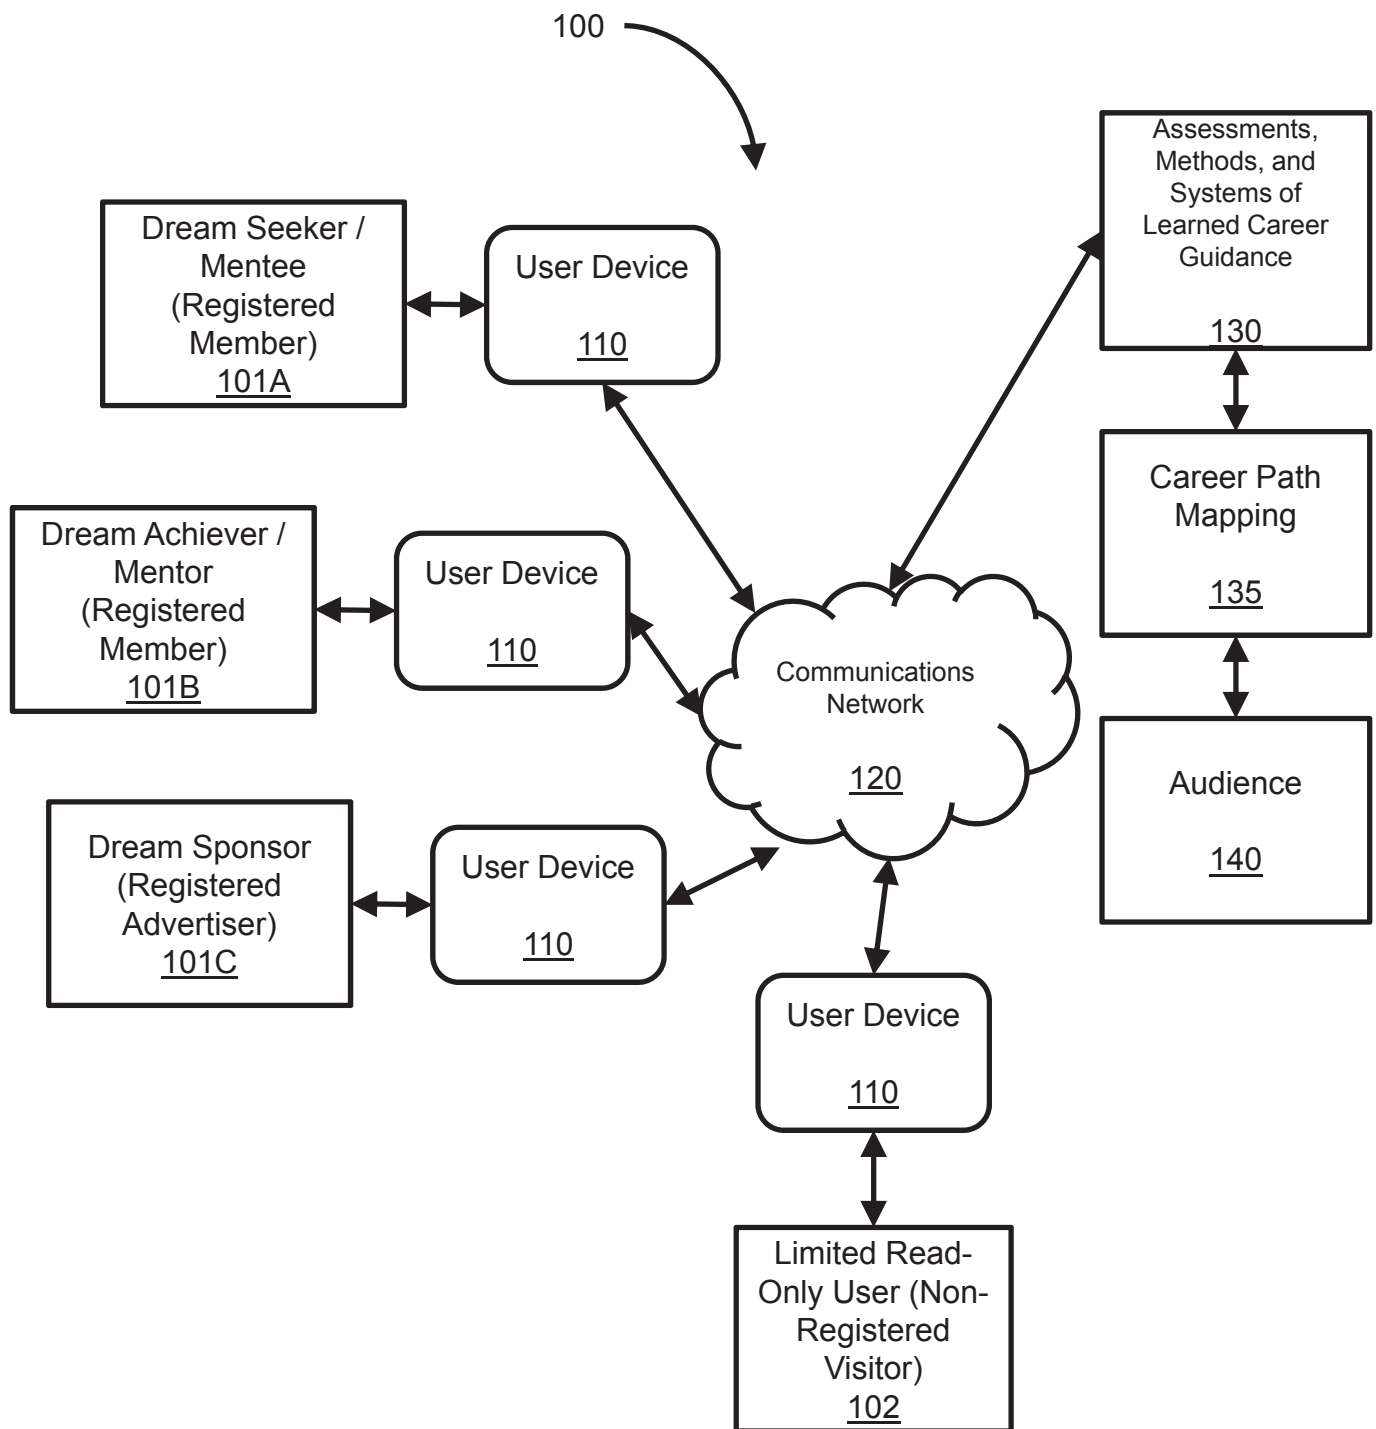 100
Assessments,
Methods, and
Systems of
Learned Career
Guidance
130
Dream Seeker /
Mentee
(Registered
Member)
101A
User Device
110
Career Path
Mapping
135
Dream Achiever /
Mentor
(Registered
Member)
101B
User Device
110
Communications
Network
120
Audience
140
Dream Sponsor
(Registered
Advertiser)
101C
User Device
110
User Device
110
Limited Read-
Only User (Non-
Registered
Visitor)
102